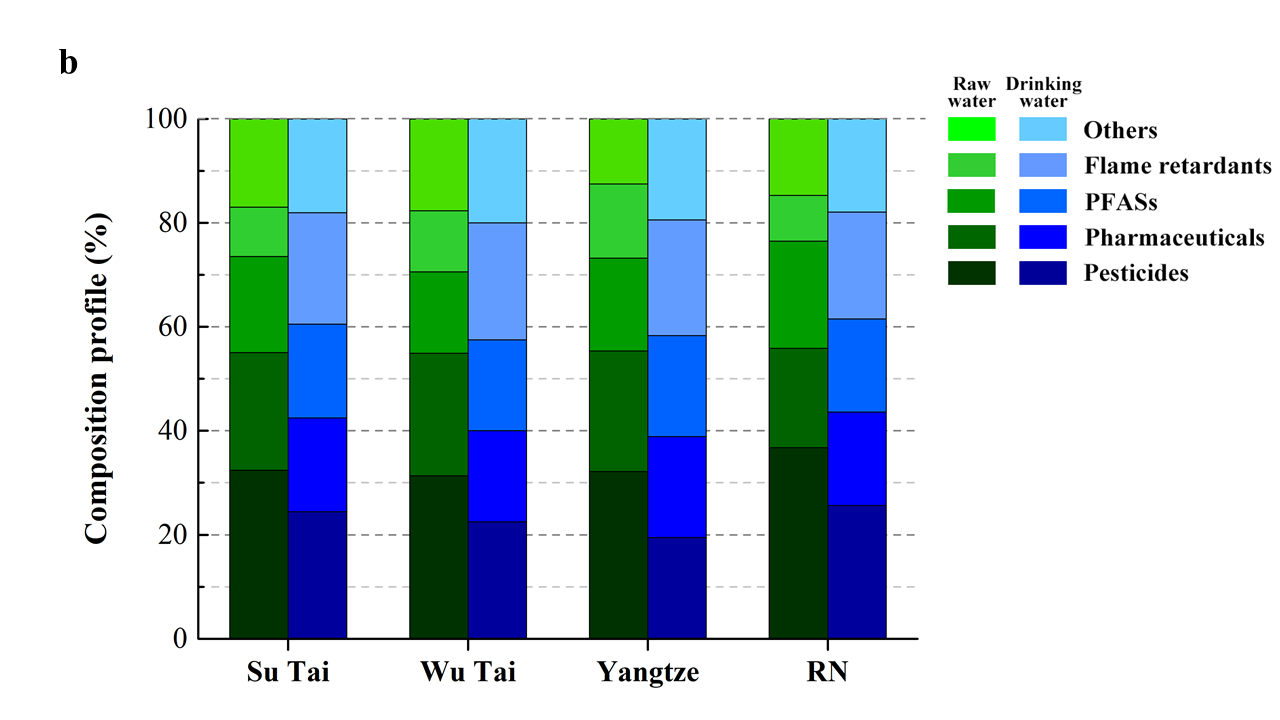 b
Raw Drinking
water water
Others
Flame retardants
PFASs
Pharmaceuticals
Pesticides
Composition profile (%)
100
80
60
40
20
0
Su Tai Wu Tai Yangtze RN